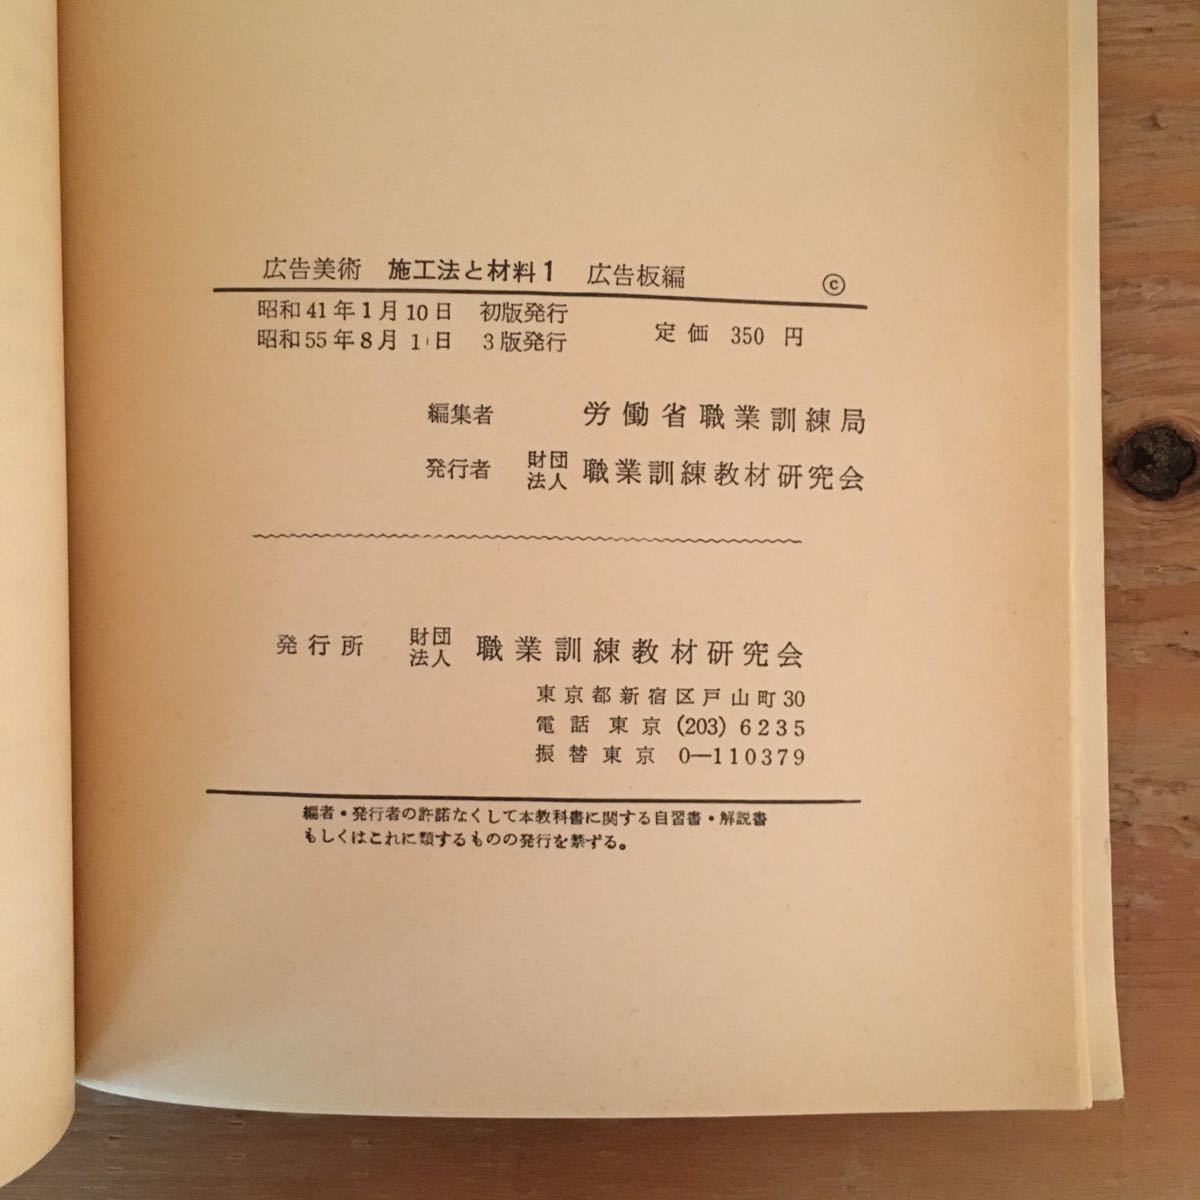 広告美術 施工法と材料1 広告板編 ©
昭和41年1月10日 初版発行
昭和55年8月1日 3版発行 定価 350 円
編集者 労働省職業訓練局
発行者 財団法人 職業訓練教材研究会
発行所 財団法人 職業訓練教材研究会
東京都新宿区戸山町30
電話 東京 (203) 6235
振替東京 0—110379
編者・発行者の許諾なくして本教科書に関する自習書・解説書
もしくはこれに類するものの発行を禁ずる。